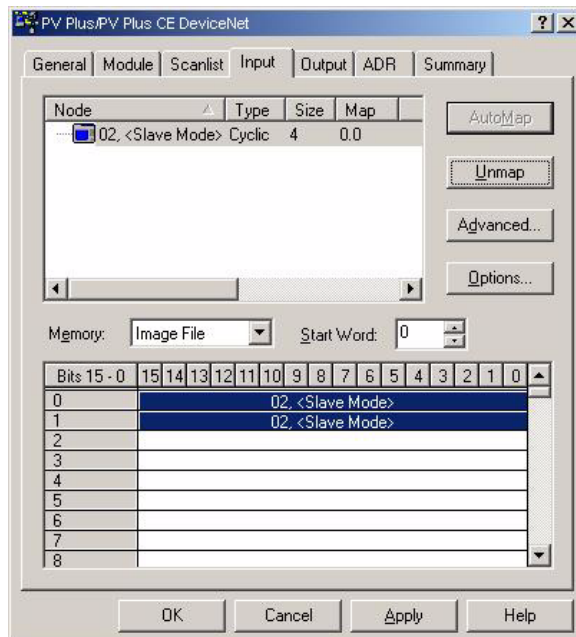 PV Plus/PV Plus CE DeviceNet
General Module Scanlist Input Output ADR Summary
Node Type Size Map
02, <Slave Mode> Cyclic 4 0.0
AutoMap
Unmap
Advanced...
Options...
Memory: Image File Start Word: 0
Bits 15 - 0 15 14 13 12 11 10 9 8 7 6 5 4 3 2 1 0
0 02, <Slave Mode>
1 02, <Slave Mode>
2
3
4
5
6
7
8
OK Cancel Apply Help